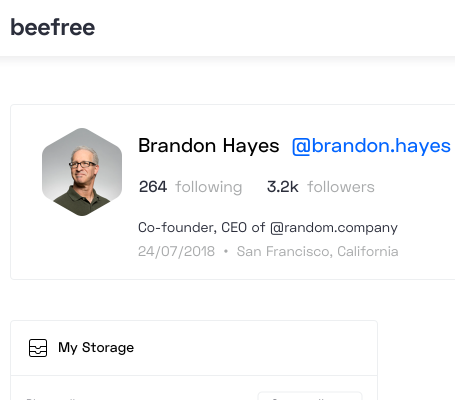 beefree
Brandon Hayes @brandon.hayes
264 following 3.2k followers
Co-founder, CEO of @random.company
24/07/2018 • San Francisco, California
My Storage